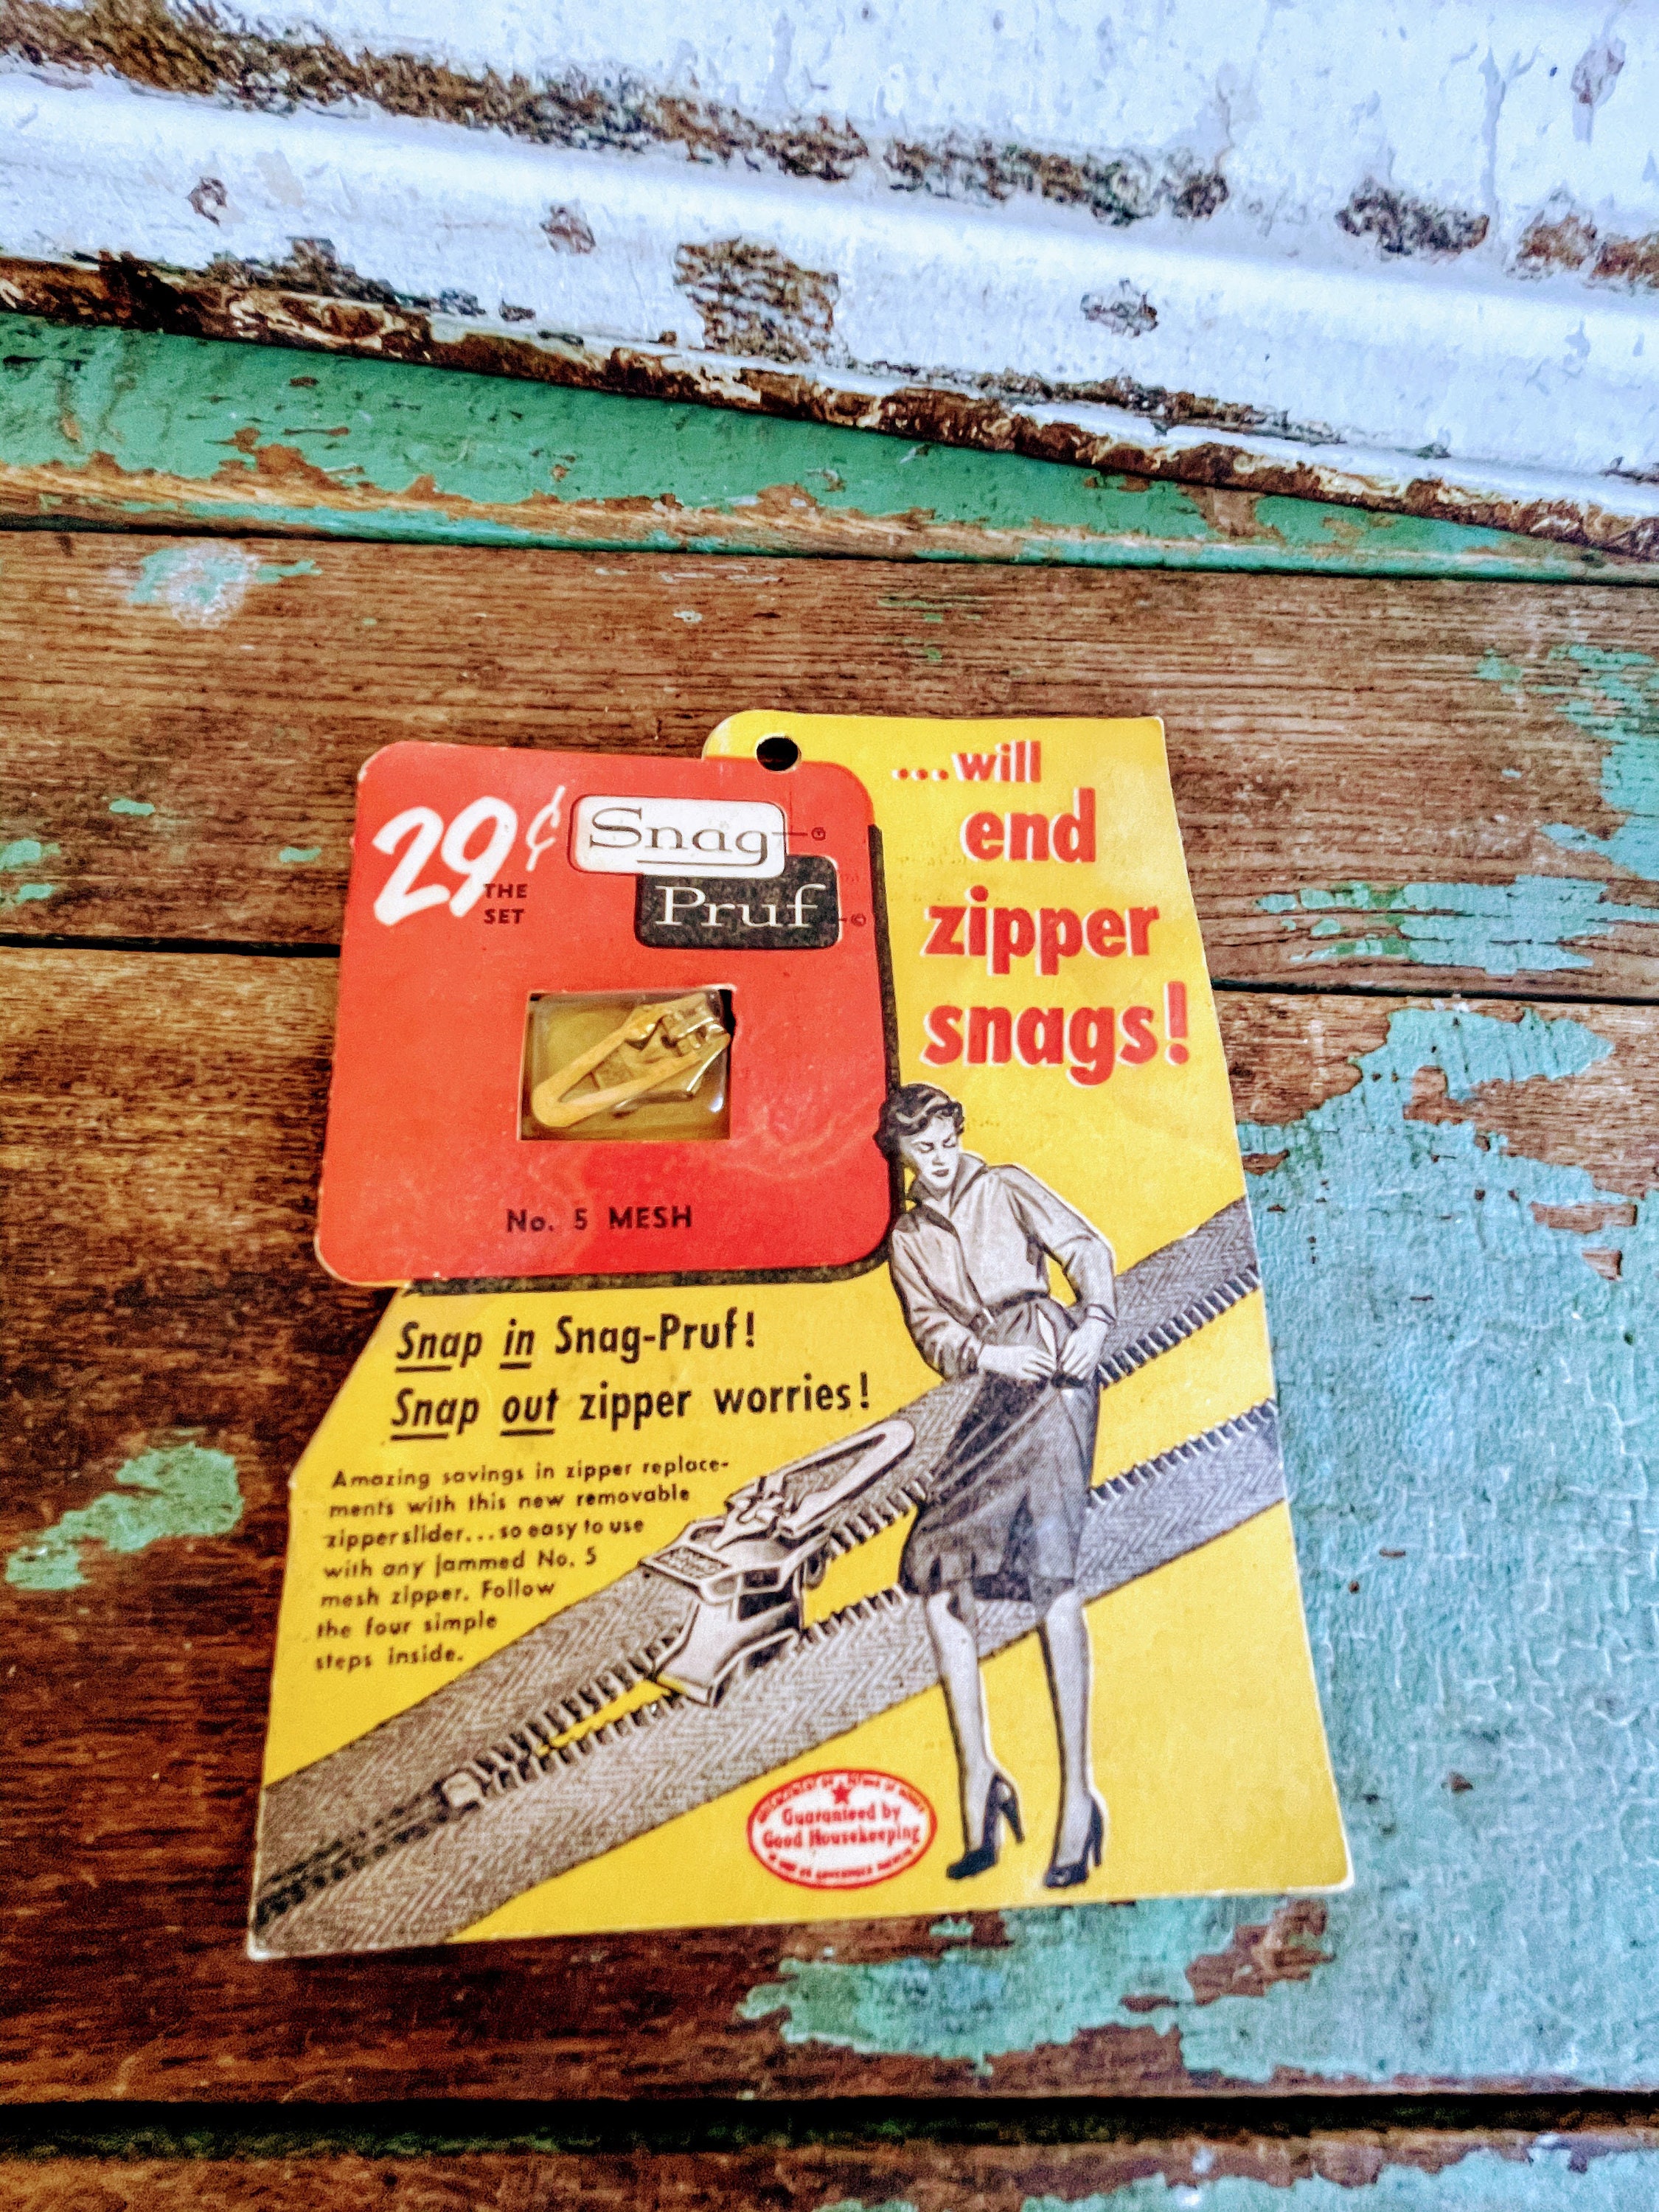 29¢
THE
SET
Snag
Pruf
No. 5 MESH
...will
end
zipper
snags!
Snap in Snag-Pruf!
Snap out zipper worries!
Amazing savings in zipper replace-
ments with this new removable
zipper slider...so easy to use
with any jammed No. 5
mesh zipper. Follow
the four simple
steps inside.
Guaranteed by
Good Housekeeping